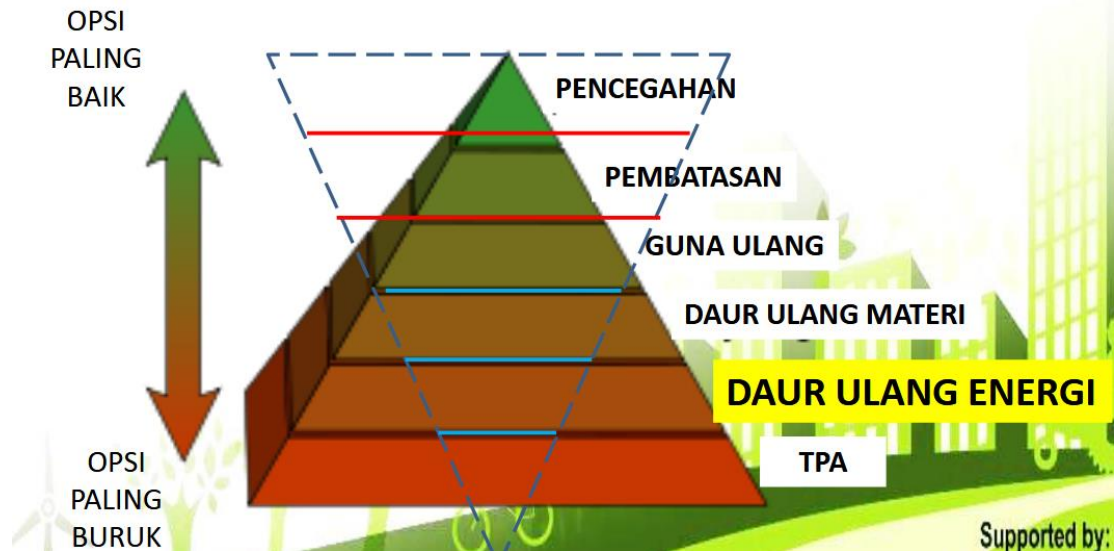 OPSI
PALING
BAIK
PENCEGAHAN
PEMBATASAN
GUNA ULANG
DAUR ULANG MATERI
DAUR ULANG ENERGI
TPA
OPSI
PALING
BURUK
Supported by: